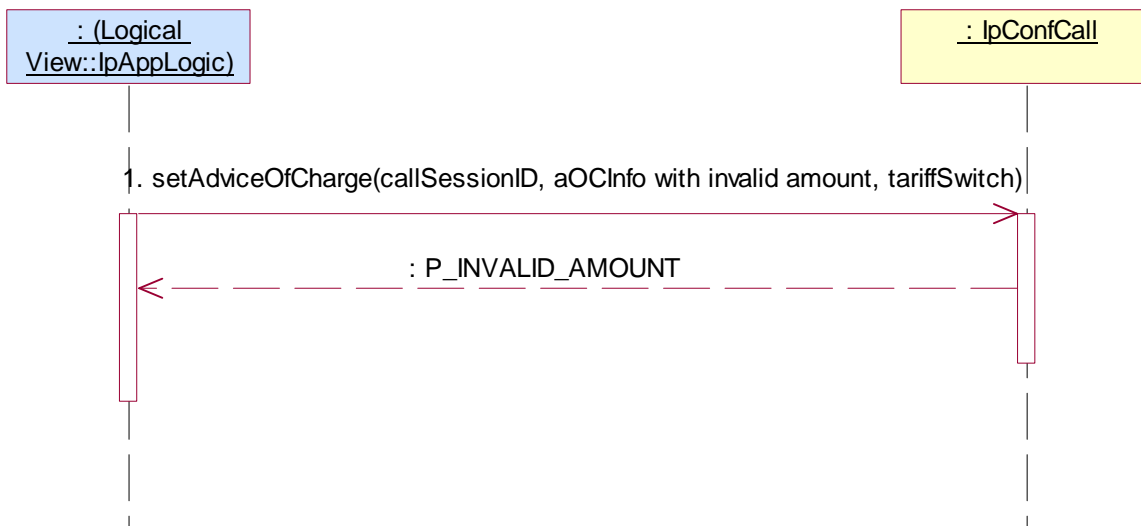 : (Logical
View::IpAppLogic)
: IpConfCall
1. setAdviceOfCharge(callSessionID, aOCInfo with invalid amount, tariffSwitch)
: P_INVALID_AMOUNT